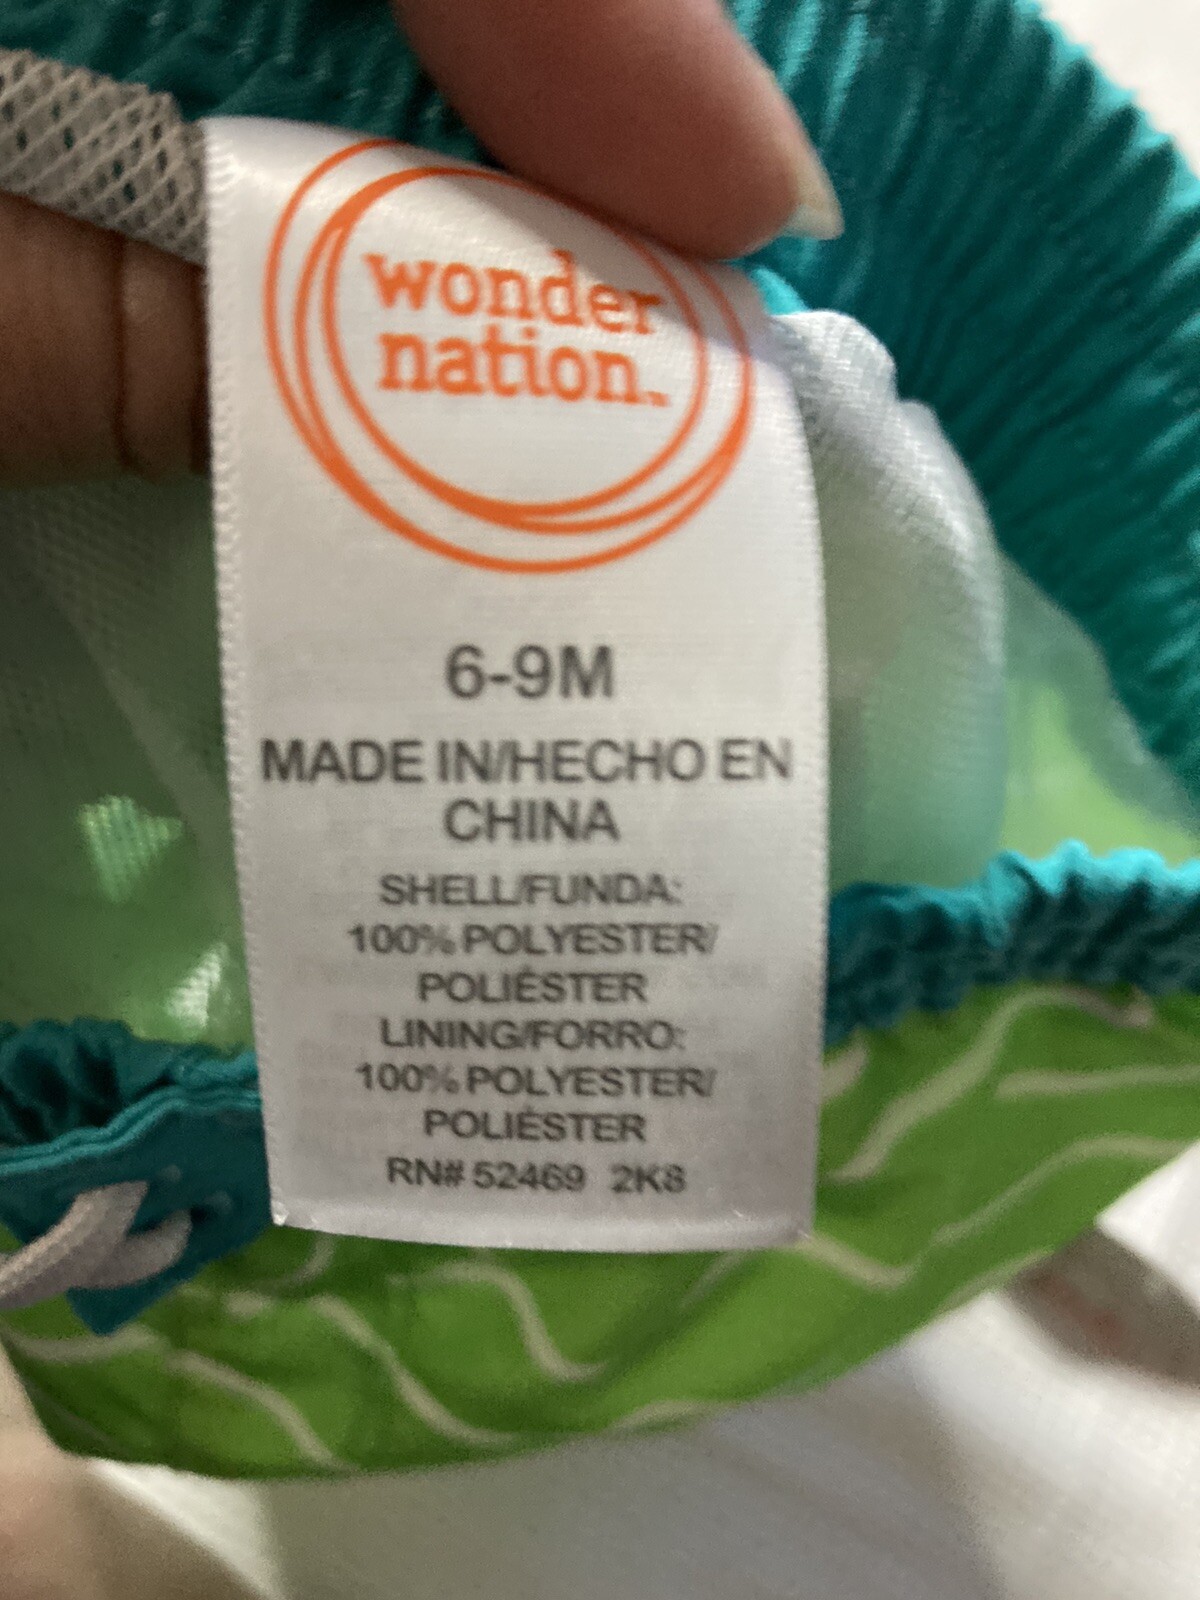 wonder
nation.™
6-9M
MADE IN/HECHO EN
CHINA
SHELL/FUNDA:
100% POLYESTER/
POLIÉSTER
LINING/FORRO:
100% POLYESTER/
POLIÉSTER
RN# 52469 2K8